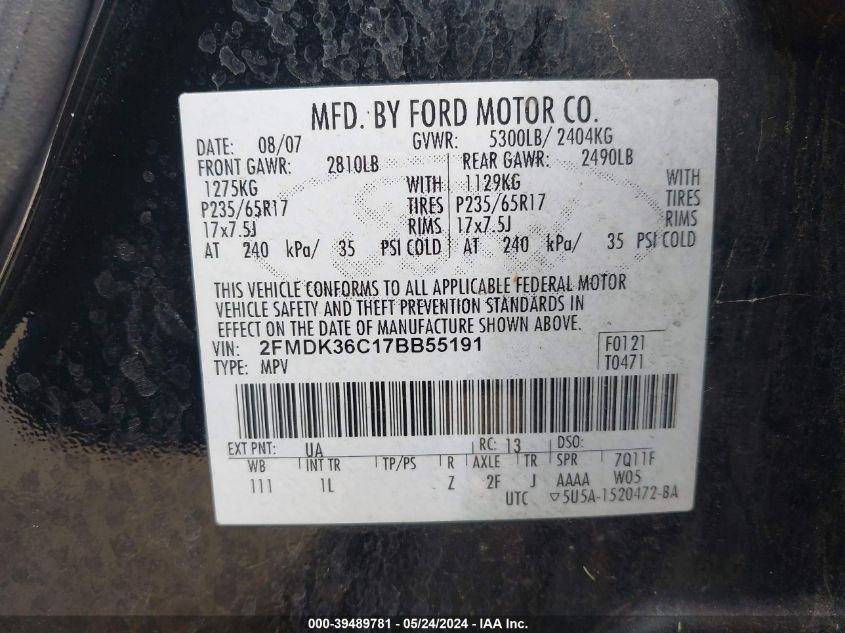 MFD. BY FORD MOTOR CO.
DATE: 08/07 GVWR: 5300LB/ 2404KG
FRONT GAWR: 2810LB REAR GAWR: 2490LB
1275KG WITH 1129KG WITH
P235/65R17 TIRES P235/65R17 TIRES
17x7.5J RIMS 17x7.5J RIMS
AT 240 kPa/ 35 PSI COLD AT 240 kPa/ 35 PSI COLD
THIS VEHICLE CONFORMS TO ALL APPLICABLE FEDERAL MOTOR
VEHICLE SAFETY AND THEFT PREVENTION STANDARDS IN
EFFECT ON THE DATE OF MANUFACTURE SHOWN ABOVE.
VIN: 2FMDK36C17BB55191 F0121
TYPE: MPV T0471
EXT PNT: UA RC: 13 DSO:
WB INT TR TP/PS R AXLE TR SPR 7Q11F
111 1L Z 2F J AAAA W05
UTC ▽5U5A-1520472-BA
000-39489781 - 05/24/2024 - IAA Inc.